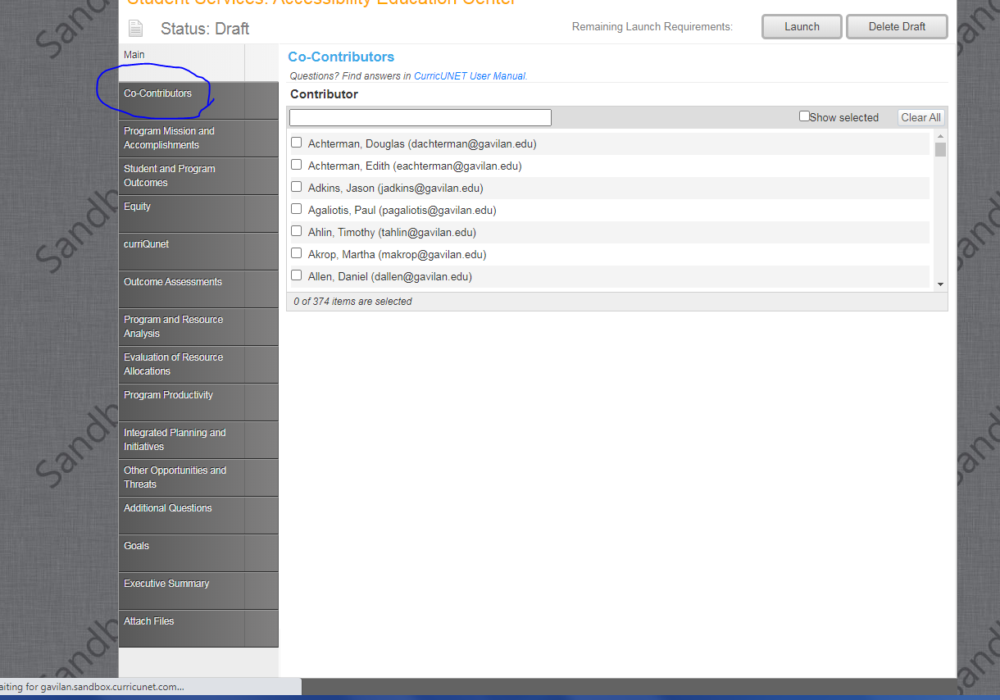 Student Services: Accessibility Education Center
Status: Draft
Remaining Launch Requirements:
Launch
Delete Draft
Main
Co-Contributors
Program Mission and
Accomplishments
Student and Program
Outcomes
Equity
curriQunet
Outcome Assessments
Program and Resource
Analysis
Evaluation of Resource
Allocations
Program Productivity
Integrated Planning and
Initiatives
Other Opportunities and
Threats
Additional Questions
Goals
Executive Summary
Attach Files
Co-Contributors
Questions? Find answers in CurricUNET User Manual.
Contributor
Show selected
Clear All
Achterman, Douglas (dachterman@gavilan.edu)
Achterman, Edith (eachterman@gavilan.edu)
Adkins, Jason (jadkins@gavilan.edu)
Agaliotis, Paul (pagaliotis@gavilan.edu)
Ahlin, Timothy (tahlin@gavilan.edu)
Akrop, Martha (makrop@gavilan.edu)
Allen, Daniel (dallen@gavilan.edu)
0 of 374 items are selected
Sandb
Sandb
Sandb
Sandb
andb
and
and
and
and
aiting for gavilan.sandbox.curricunet.com...